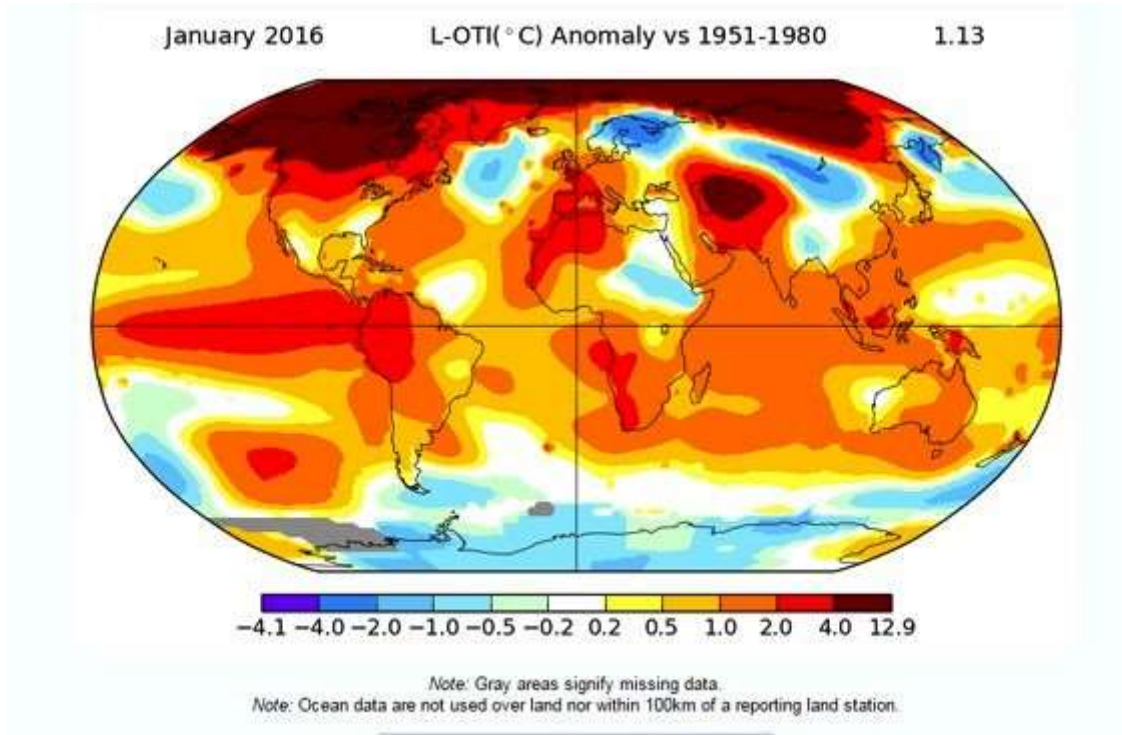 January 2016 L-OTI(°C) Anomaly vs 1951-1980 1.13
−4.1 −4.0 −2.0 −1.0 −0.5 −0.2 0.2 0.5 1.0 2.0 4.0 12.9
Note: Gray areas signify missing data.
Note: Ocean data are not used over land nor within 100km of a reporting land station.